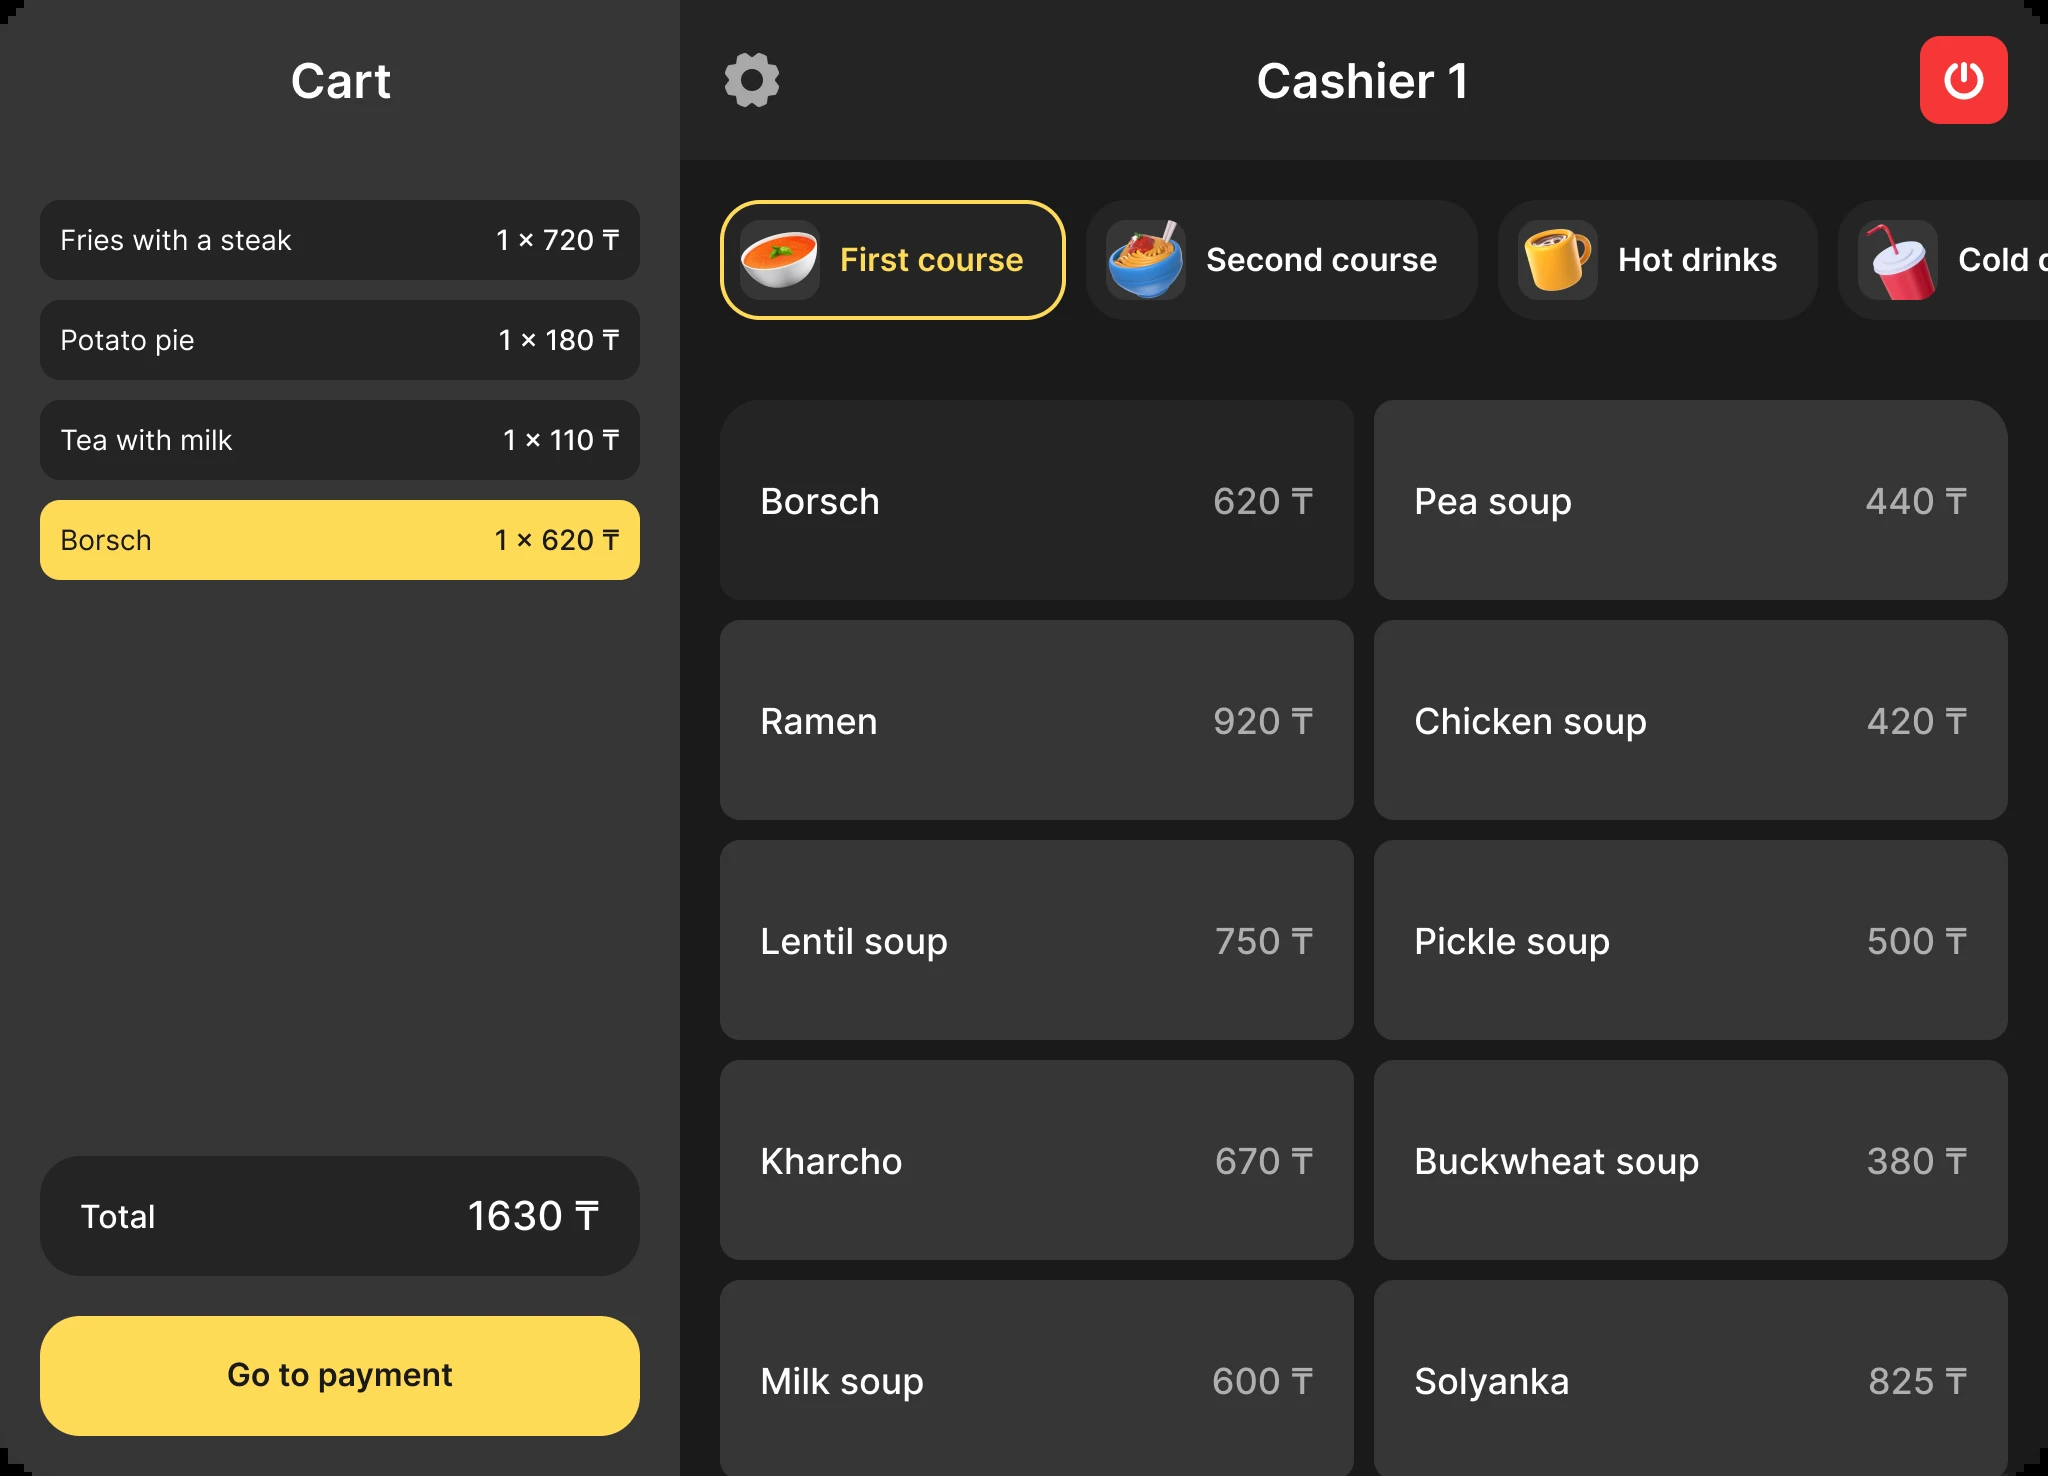 Cart
Fries with a steak 1 × 720 ₸
Potato pie 1 × 180 ₸
Tea with milk 1 × 110 ₸
Borsch 1 × 620 ₸
Total 1630 ₸
Go to payment
Cashier 1
First course Second course Hot drinks Cold
Borsch 620 ₸ Pea soup 440 ₸
Ramen 920 ₸ Chicken soup 420 ₸
Lentil soup 750 ₸ Pickle soup 500 ₸
Kharcho 670 ₸ Buckwheat soup 380 ₸
Milk soup 600 ₸ Solyanka 825 ₸